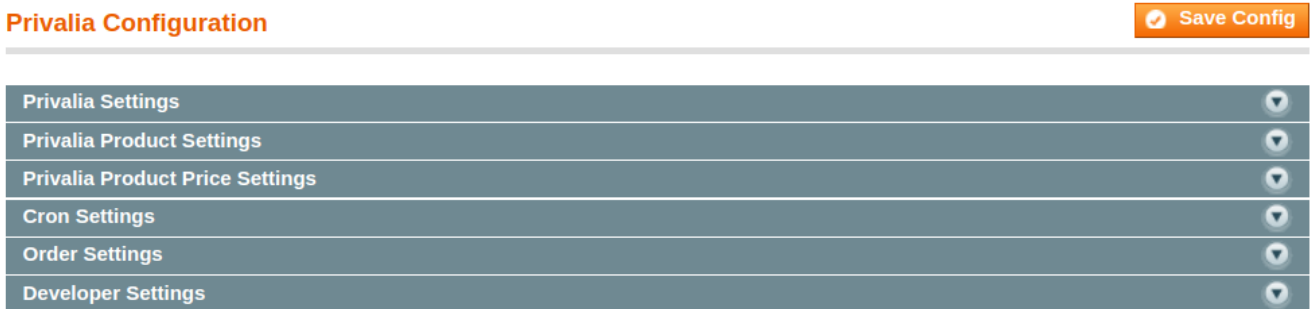 Privalia Configuration
Save Config
Privalia Settings
Privalia Product Settings
Privalia Product Price Settings
Cron Settings
Order Settings
Developer Settings